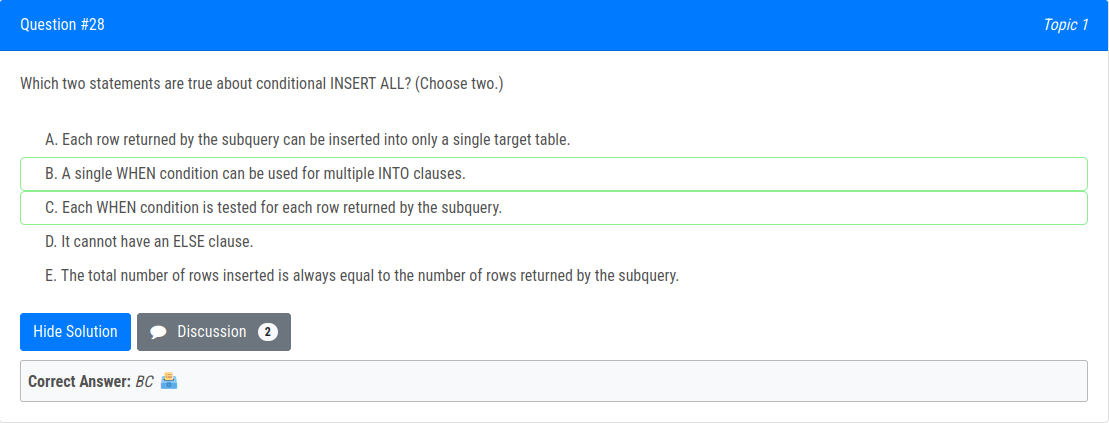 Question #28 Topic 1
Which two statements are true about conditional INSERT ALL? (Choose two.)
A. Each row returned by the subquery can be inserted into only a single target table.
B. A single WHEN condition can be used for multiple INTO clauses.
C. Each WHEN condition is tested for each row returned by the subquery.
D. It cannot have an ELSE clause.
E. The total number of rows inserted is always equal to the number of rows returned by the subquery.
Hide Solution Discussion 2
Correct Answer: BC